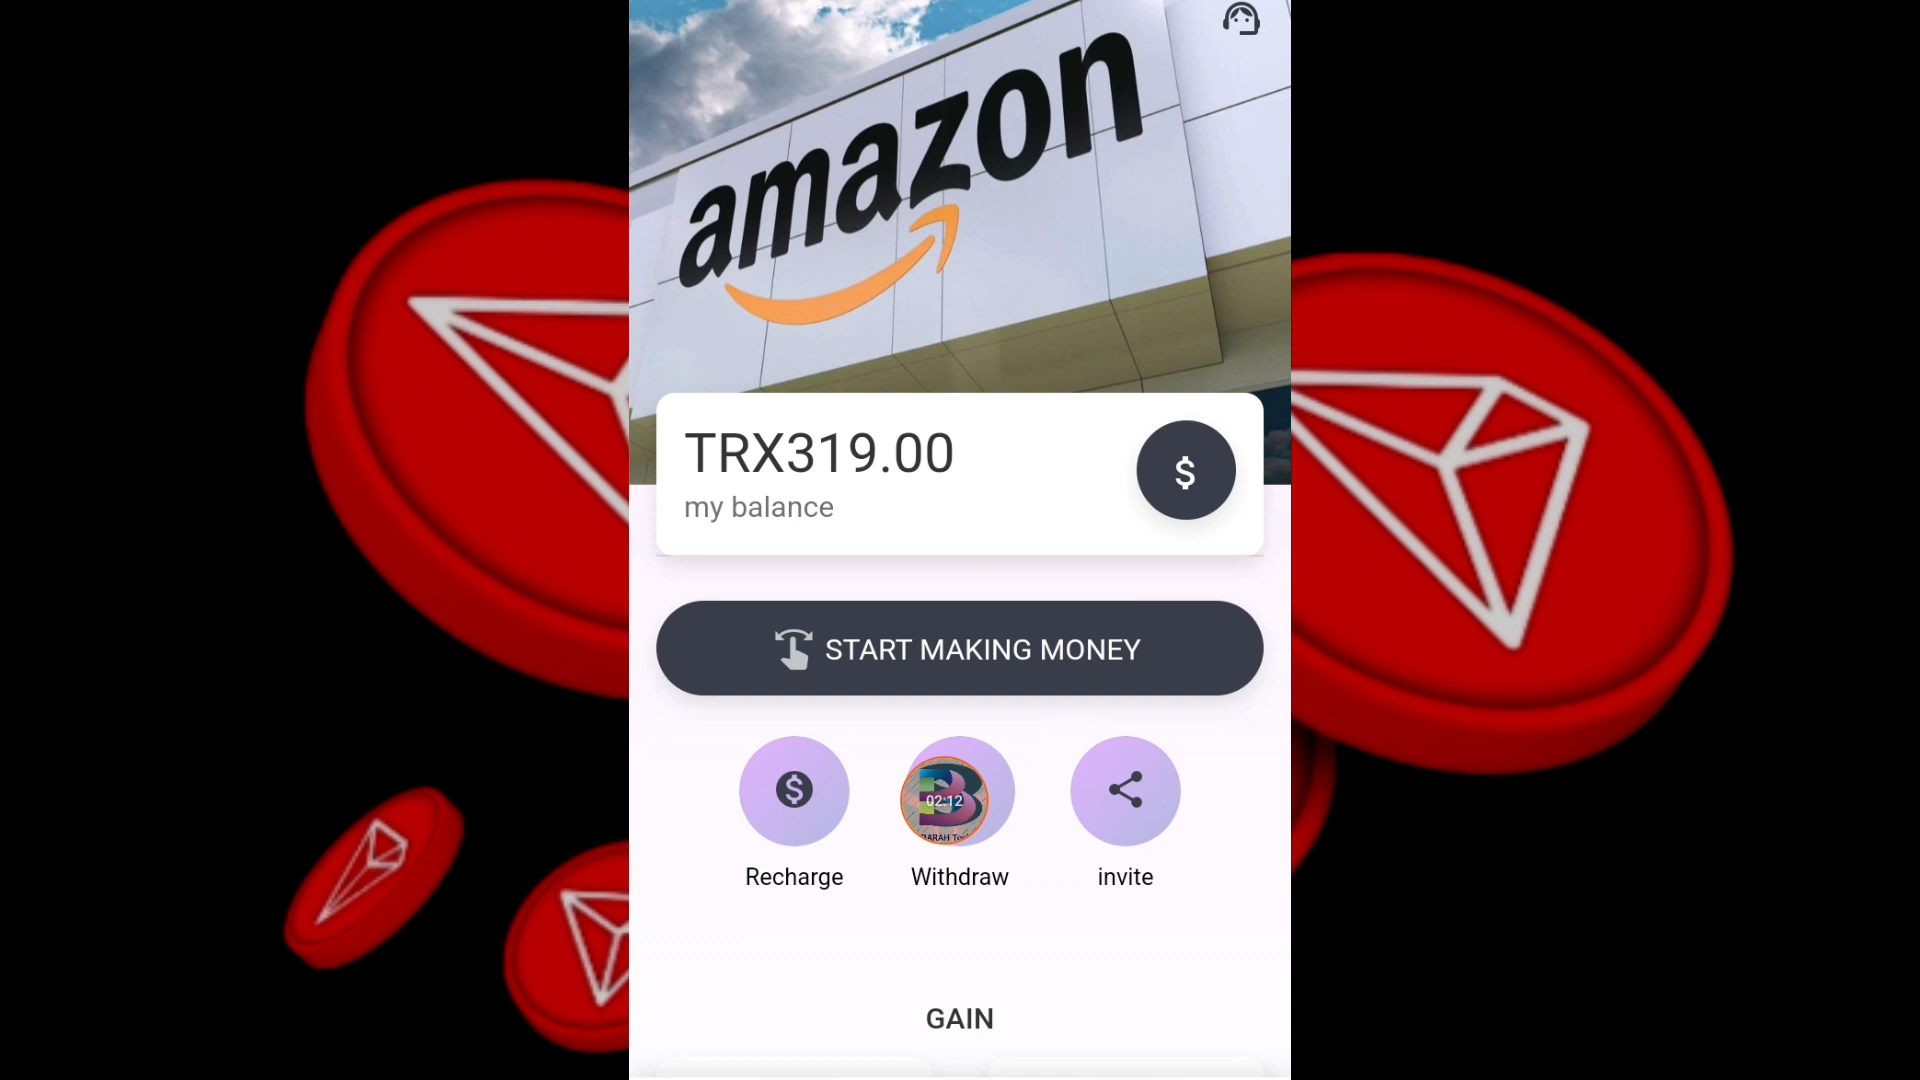 amazon
TRX319.00
my balance
$
START MAKING MONEY
$
02:12
Recharge
Withdraw
invite
GAIN